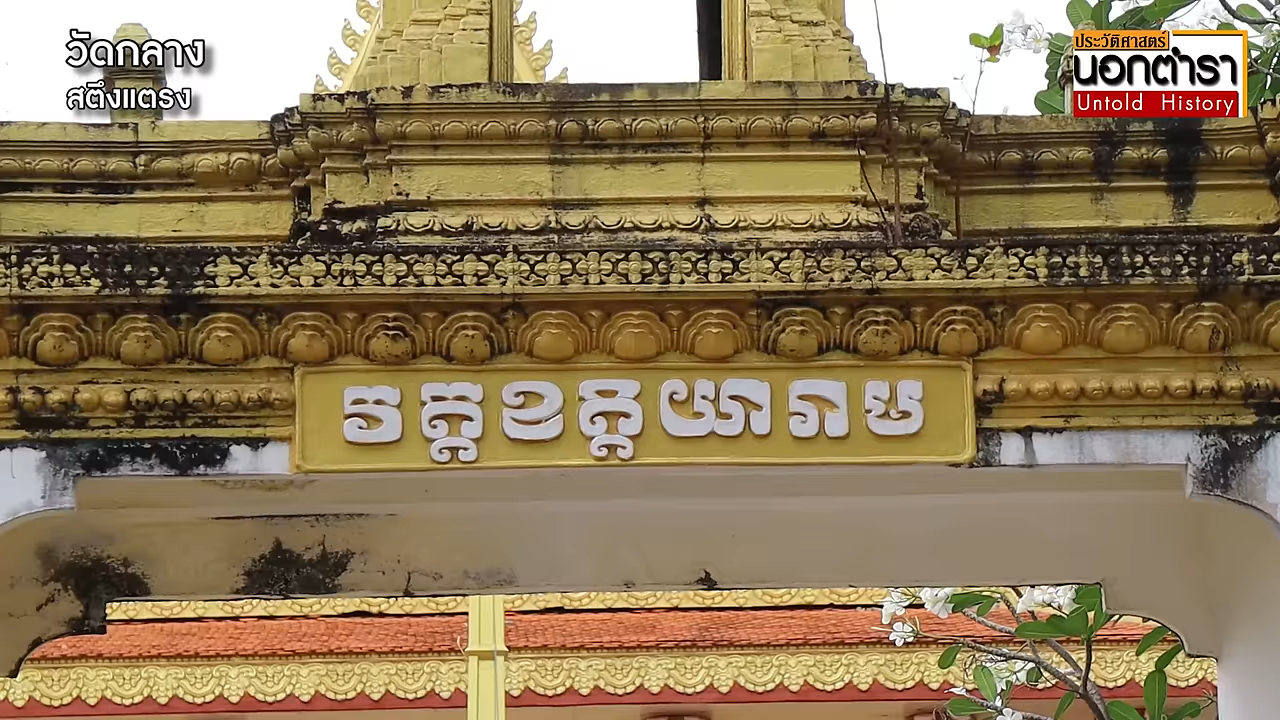 วัดกลาง
สตึงแตรง
ประวัติศาสตร์
นอกตำรา
Untold History
វត្តខត្តិយារាម